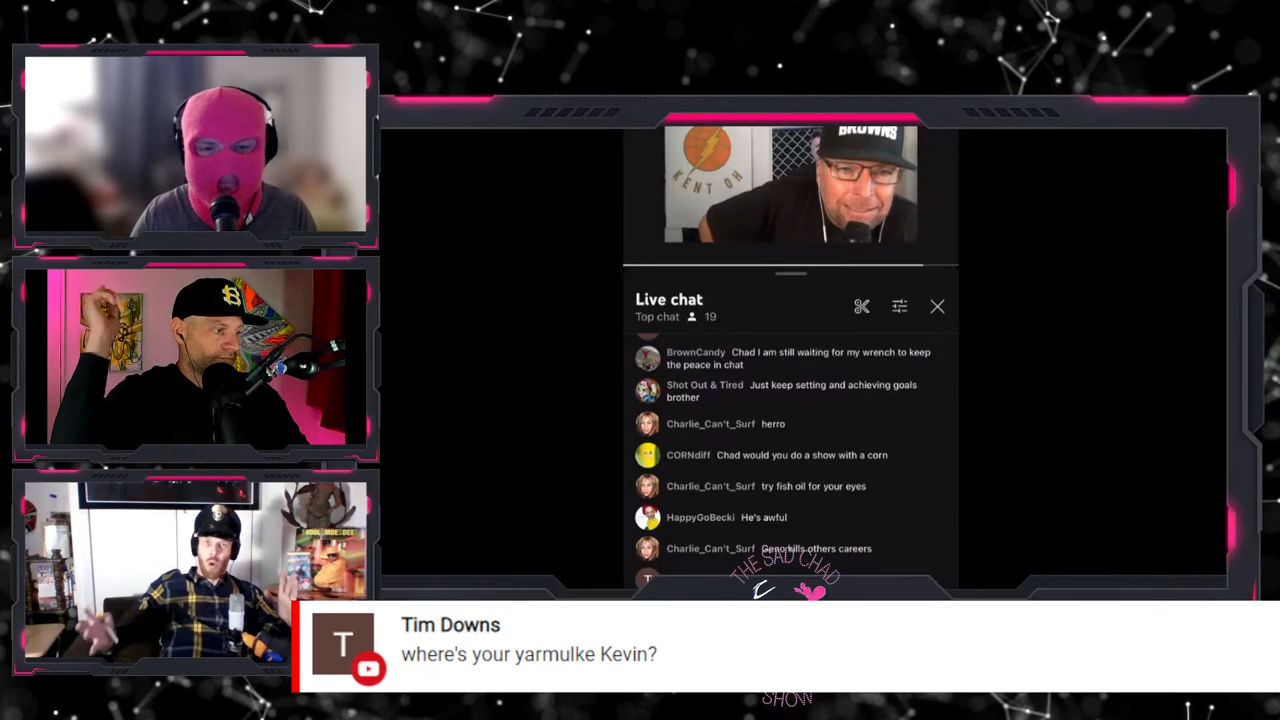 BROWNS
KENT OH
Live chat
Top chat 19
BrownCandy Chad I am still waiting for my wrench to keep
the peace in chat
Shot Out & Tired Just keep setting and achieving goals
brother
Charlie_Can't_Surf herro
CORNdiff Chad would you do a show with a corn
Charlie_Can't_Surf try fish oil for your eyes
HappyGoBecki He's awful
Charlie_Can't_Surf Geno kills others careers
THE SAD CHAD
SHOW
KOOL MOE DEE
T
Tim Downs
where's your yarmulke Kevin?